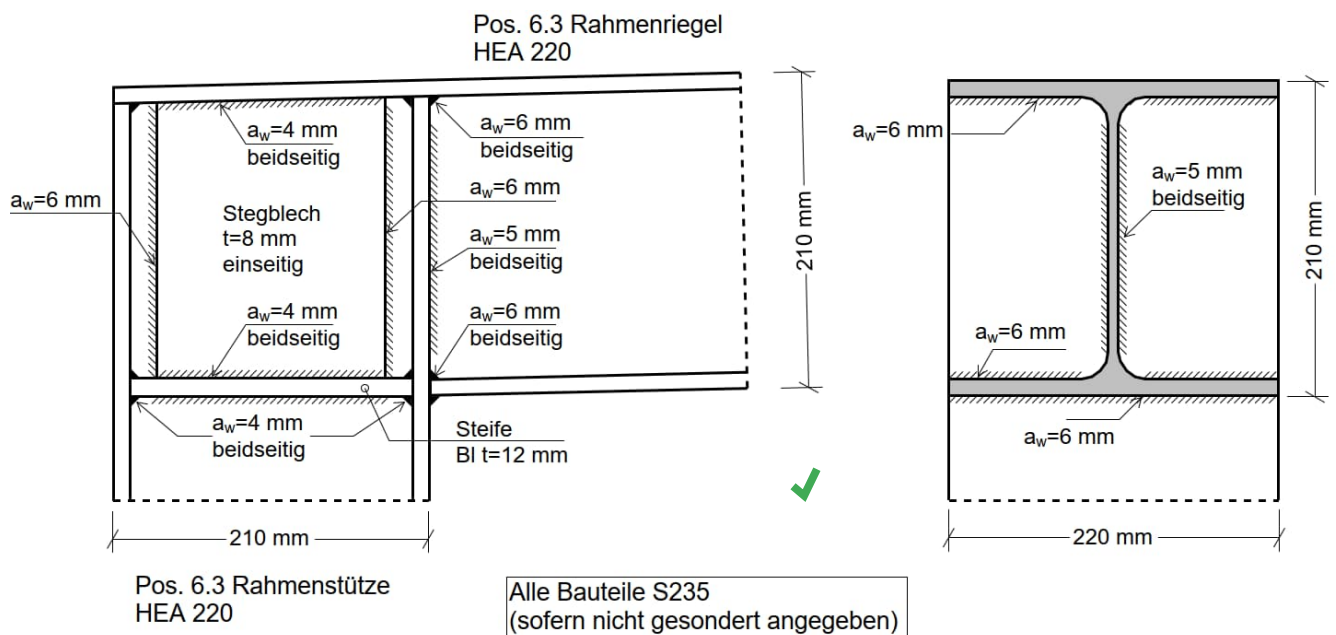 Pos. 6.3 Rahmenriegel
HEA 220
aw=4 mm
beidseitig
aw=6 mm
beidseitig
aw=6 mm
aw=6 mm
Stegblech
t=8 mm
einseitig
aw=5 mm
beidseitig
aw=4 mm
beidseitig
aw=6 mm
beidseitig
210 mm
aw=4 mm
beidseitig
Steife
Bl t=12 mm
210 mm
Pos. 6.3 Rahmenstütze
HEA 220
aw=6 mm
aw=5 mm
beidseitig
210 mm
aw=6 mm
aw=6 mm
220 mm
Alle Bauteile S235
(sofern nicht gesondert angegeben)